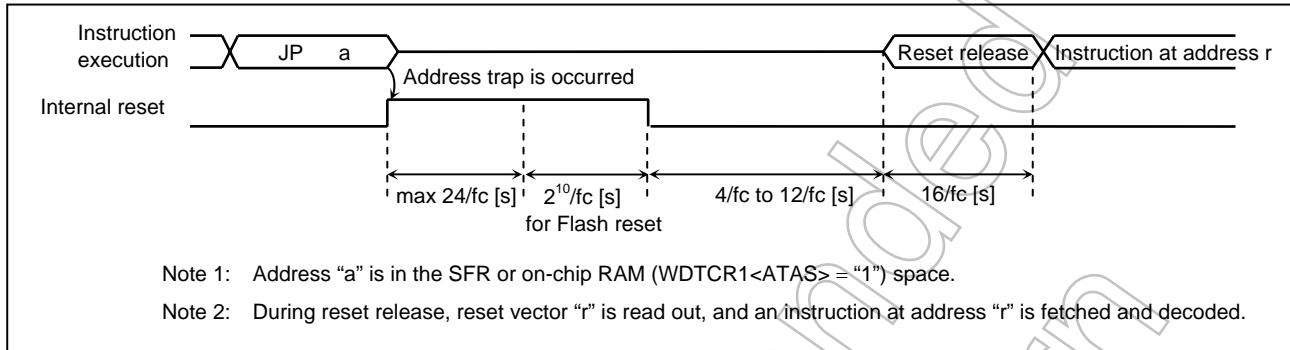 Instruction
execution
JP a
Reset release
Instruction at address r
Address trap is occurred
Internal reset
max 24/fc [s]
2^10/fc [s]
for Flash reset
4/fc to 12/fc [s]
16/fc [s]
Note 1: Address “a” is in the SFR or on-chip RAM (WDTCR1<ATAS> = “1”) space.
Note 2: During reset release, reset vector “r” is read out, and an instruction at address “r” is fetched and decoded.